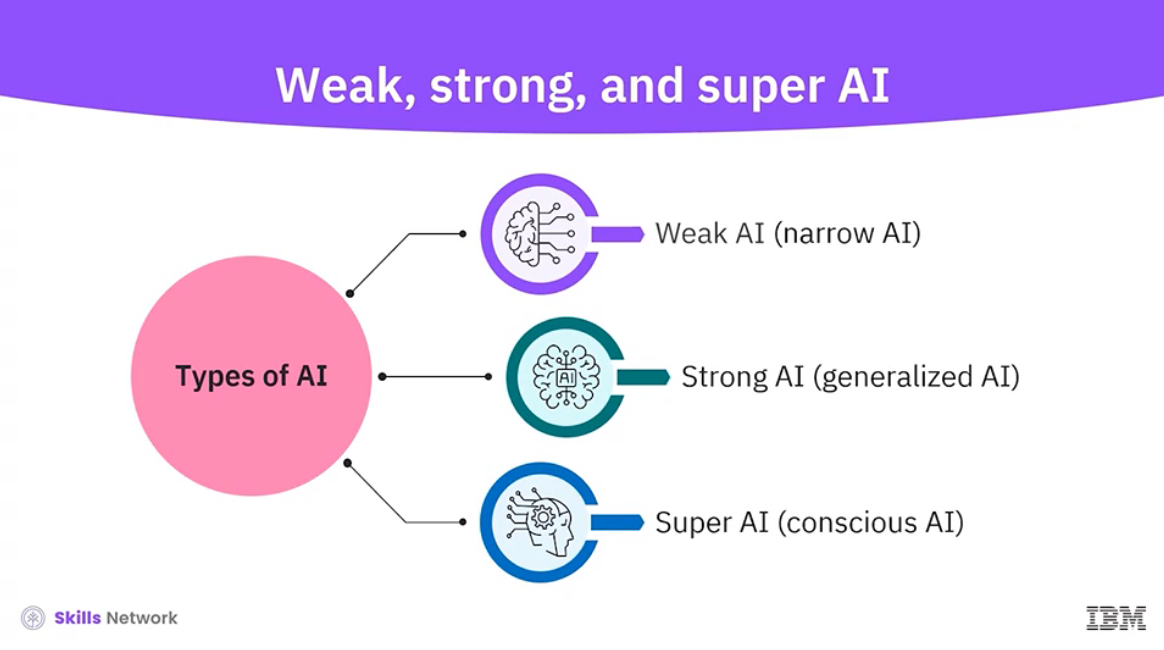 Weak, strong, and super AI
Weak AI (narrow AI)
Types of AI
AI
Strong AI (generalized AI)
Super AI (conscious AI)
Skills Network
IBM